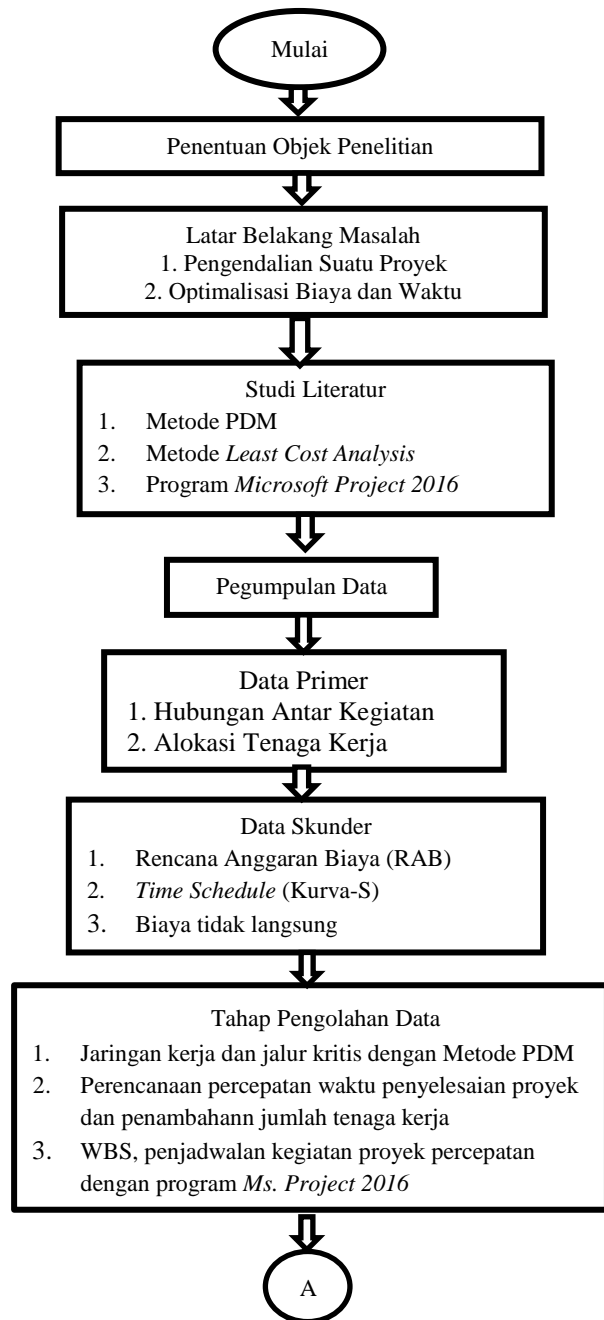 Mulai
Penentuan Objek Penelitian
Latar Belakang Masalah
1. Pengendalian Suatu Proyek
2. Optimalisasi Biaya dan Waktu
Studi Literatur
1. Metode PDM
2. Metode Least Cost Analysis
3. Program Microsoft Project 2016
Pegumpulan Data
Data Primer
1. Hubungan Antar Kegiatan
2. Alokasi Tenaga Kerja
Data Skunder
1. Rencana Anggaran Biaya (RAB)
2. Time Schedule (Kurva-S)
3. Biaya tidak langsung
Tahap Pengolahan Data
1. Jaringan kerja dan jalur kritis dengan Metode PDM
2. Perencanaan percepatan waktu penyelesaian proyek
dan penambahann jumlah tenaga kerja
3. WBS, penjadwalan kegiatan proyek percepatan
dengan program Ms. Project 2016
A